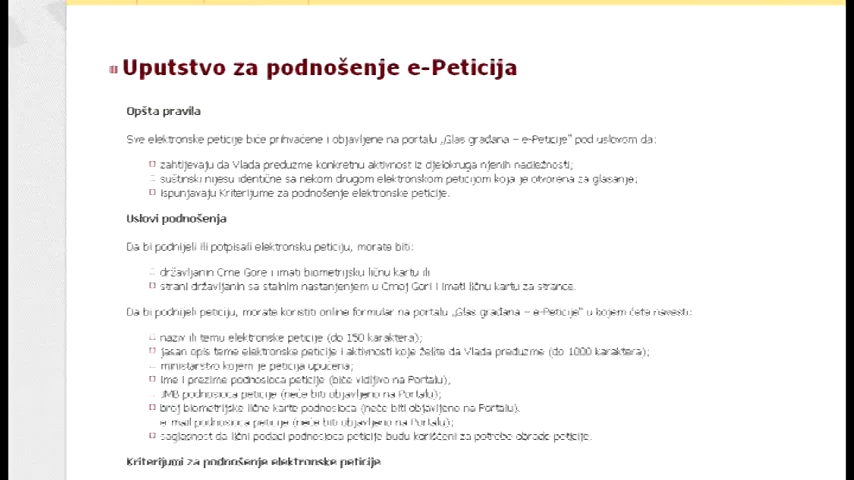 Uputstvo za podnošenje e-Peticija
Opšta pravila
Sve elektronske peticije biće prihvaćene i objavljene na portalu „Glas građana – e-Peticije" pod uslovom da:
zahtijevaju da Vlada preduzme konkretnu aktivnost iz djelokruga njenih nadležnosti;
suštinski nijesu identične sa nekom drugom elektronskom peticijom koja je otvorena za glasanje;
ispunjavaju Kriterijume za podnošenje elektronske peticije.
Uslovi podnošenja
Da bi podnijeli ili potpisali elektronsku peticiju, morate biti:
državljanin Crne Gore i imati biometrijsku ličnu kartu ili
strani državljanin sa stalnim nastanjenjem u Crnoj Gori i imati ličnu kartu za strance.
Da bi podnijeli peticiju, morate koristiti online formular na portalu „Glas građana – e-Peticije" u kojem ćete navesti:
naziv ili temu elektronske peticije (do 150 karaktera);
jasan opis teme elektronske peticije i aktivnosti koje želite da Vlada preduzme (do 1000 karaktera);
ministarstvo kojem je peticija upućena;
ime i prezime podnosioca peticije (biće vidljivo na Portalu);
JMB podnosioca peticije (neće biti objavljeno na Portalu);
broj biometrijske lične karte podnosioca (neće biti objavljeno na Portalu).
e-mail podnosioca peticije (neće biti objavljeno na Portalu);
saglasnost da lični podaci podnosioca peticije budu korišćeni za potrebe obrade peticije.
Kriterijumi za podnošenje elektronske peticije